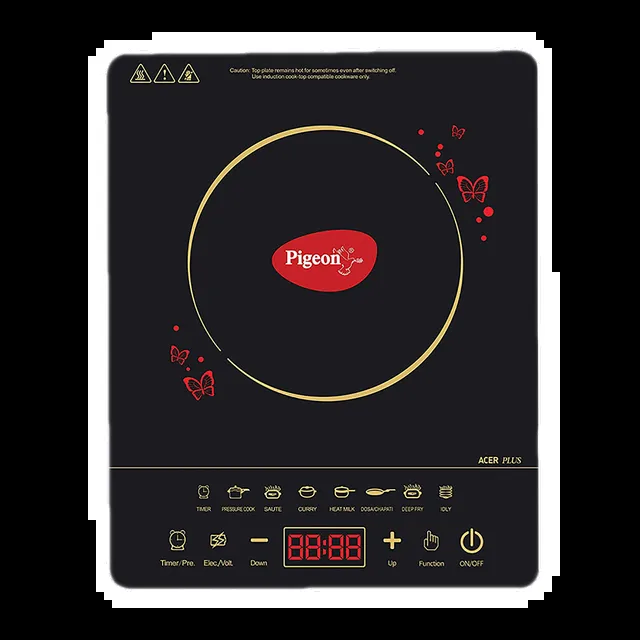 Caution: Top plate remains hot for sometimes even after switching off.
Use induction cook-top compatible cookware only.
Pigeon®
ACER PLUS
TIMER PRESSURE COOK SAUTE CURRY HEAT MILK DOSA/CHAPATI DEEP FRY IDLY
88:88
Timer/Pre. Elec./Volt. Down Up Function ON/OFF